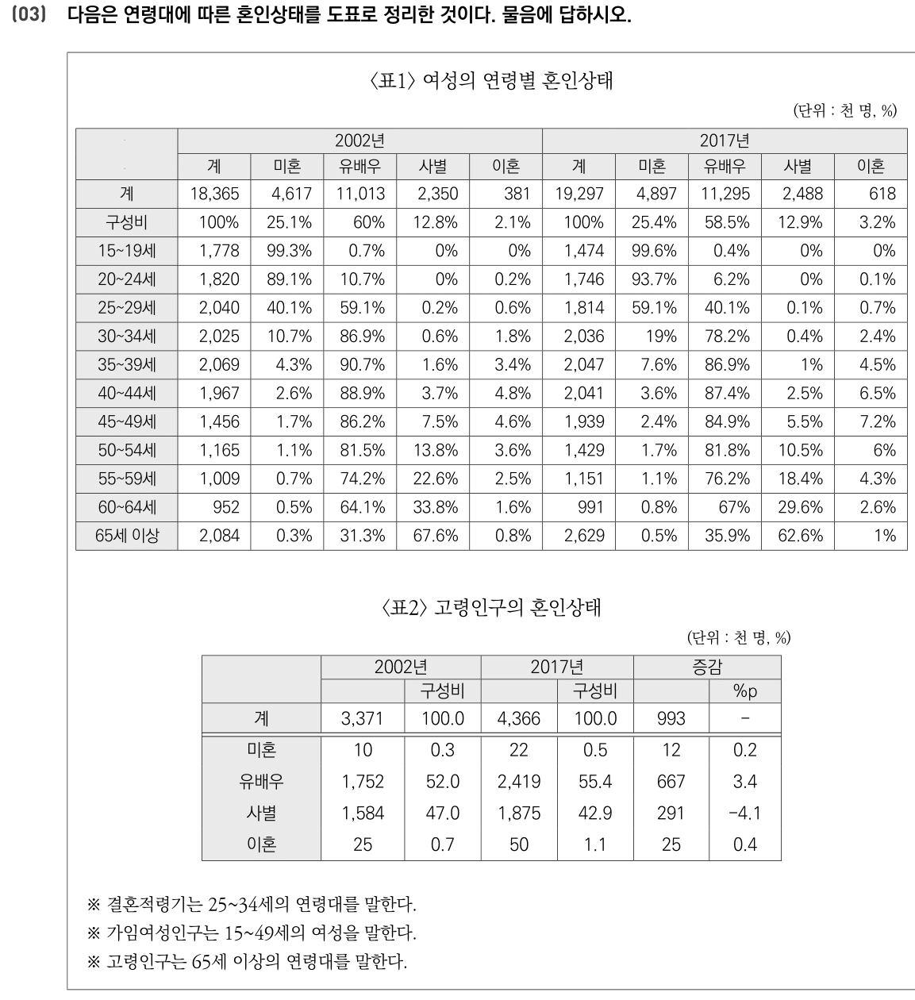 (03) 다음은 연령대에 따른 혼인상태를 도표로 정리한 것이다. 물음에 답하시오.
〈표1〉 여성의 연령별 혼인상태
(단위 : 천 명, %)
2002년 2017년
계 미혼 유배우 사별 이혼 계 미혼 유배우 사별 이혼
계 18,365 4,617 11,013 2,350 381 19,297 4,897 11,295 2,488 618
구성비 100% 25.1% 60% 12.8% 2.1% 100% 25.4% 58.5% 12.9% 3.2%
15~19세 1,778 99.3% 0.7% 0% 0% 1,474 99.6% 0.4% 0% 0%
20~24세 1,820 89.1% 10.7% 0% 0.2% 1,746 93.7% 6.2% 0% 0.1%
25~29세 2,040 40.1% 59.1% 0.2% 0.6% 1,814 59.1% 40.1% 0.1% 0.7%
30~34세 2,025 10.7% 86.9% 0.6% 1.8% 2,036 19% 78.2% 0.4% 2.4%
35~39세 2,069 4.3% 90.7% 1.6% 3.4% 2,047 7.6% 86.9% 1% 4.5%
40~44세 1,967 2.6% 88.9% 3.7% 4.8% 2,041 3.6% 87.4% 2.5% 6.5%
45~49세 1,456 1.7% 86.2% 7.5% 4.6% 1,939 2.4% 84.9% 5.5% 7.2%
50~54세 1,165 1.1% 81.5% 13.8% 3.6% 1,429 1.7% 81.8% 10.5% 6%
55~59세 1,009 0.7% 74.2% 22.6% 2.5% 1,151 1.1% 76.2% 18.4% 4.3%
60~64세 952 0.5% 64.1% 33.8% 1.6% 991 0.8% 67% 29.6% 2.6%
65세 이상 2,084 0.3% 31.3% 67.6% 0.8% 2,629 0.5% 35.9% 62.6% 1%
〈표2〉 고령인구의 혼인상태
(단위 : 천 명, %)
2002년 2017년 증감
구성비 구성비 %p
계 3,371 100.0 4,366 100.0 993 −
미혼 10 0.3 22 0.5 12 0.2
유배우 1,752 52.0 2,419 55.4 667 3.4
사별 1,584 47.0 1,875 42.9 291 −4.1
이혼 25 0.7 50 1.1 25 0.4
※ 결혼적령기는 25~34세의 연령대를 말한다.
※ 가임여성인구는 15~49세의 여성을 말한다.
※ 고령인구는 65세 이상의 연령대를 말한다.